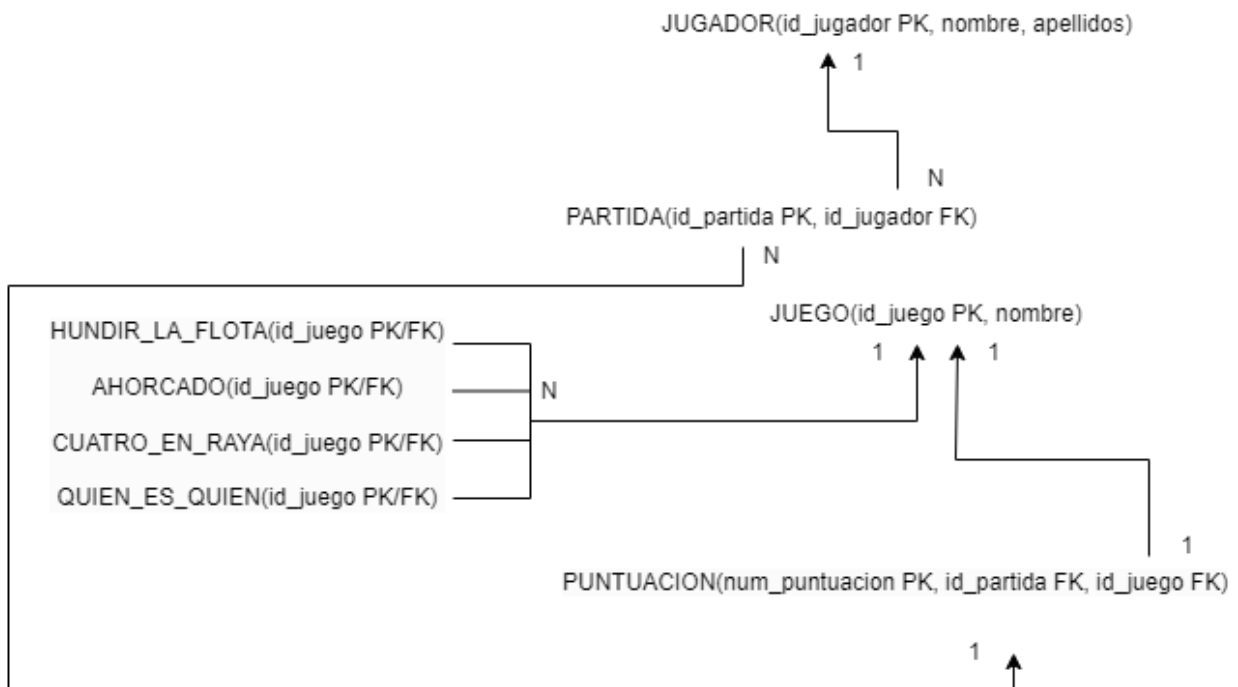 JUGADOR(id_jugador PK, nombre, apellidos)
1
N
PARTIDA(id_partida PK, id_jugador FK)
N
JUEGO(id_juego PK, nombre)
1
1
HUNDIR_LA_FLOTA(id_juego PK/FK)
AHORCADO(id_juego PK/FK)
N
CUATRO_EN_RAYA(id_juego PK/FK)
QUIEN_ES_QUIEN(id_juego PK/FK)
1
PUNTUACION(num_puntuacion PK, id_partida FK, id_juego FK)
1